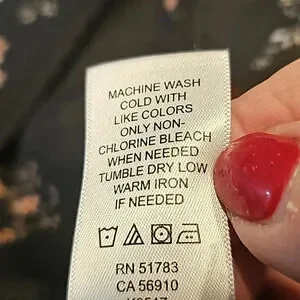 MACHINE WASH
COLD WITH
LIKE COLORS
ONLY NON-
CHLORINE BLEACH
WHEN NEEDED
TUMBLE DRY LOW
WARM IRON
IF NEEDED
RN 51783
CA 56910